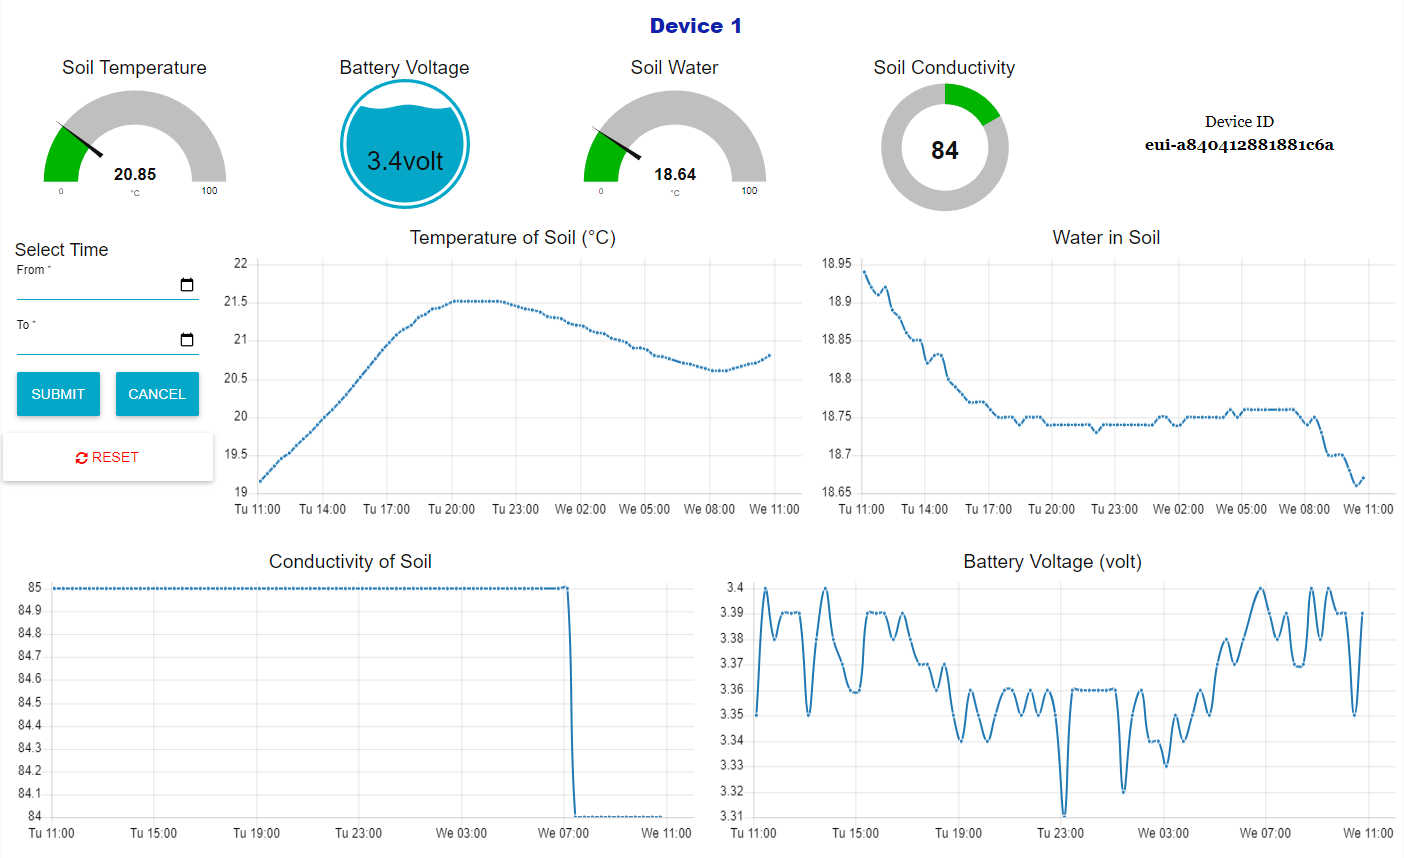 Device 1
Soil Temperature
20.85
°C
0
100
Battery Voltage
3.4volt
Soil Water
18.64
°C
0
100
Soil Conductivity
84
Device ID
eui-a840412881881c6a
Select Time
From *
To *
SUBMIT
CANCEL
RESET
Temperature of Soil (°C)
22
21.5
21
20.5
20
19.5
19
Tu 11:00 Tu 14:00 Tu 17:00 Tu 20:00 Tu 23:00 We 02:00 We 05:00 We 08:00 We 11:00
Water in Soil
18.95
18.9
18.85
18.8
18.75
18.7
18.65
Tu 11:00 Tu 14:00 Tu 17:00 Tu 20:00 Tu 23:00 We 02:00 We 05:00 We 08:00 We 11:00
Conductivity of Soil
85
84.9
84.8
84.7
84.6
84.5
84.4
84.3
84.2
84.1
84
Tu 11:00 Tu 15:00 Tu 19:00 Tu 23:00 We 03:00 We 07:00 We 11:00
Battery Voltage (volt)
3.4
3.39
3.38
3.37
3.36
3.35
3.34
3.33
3.32
3.31
Tu 11:00 Tu 15:00 Tu 19:00 Tu 23:00 We 03:00 We 07:00 We 11:00